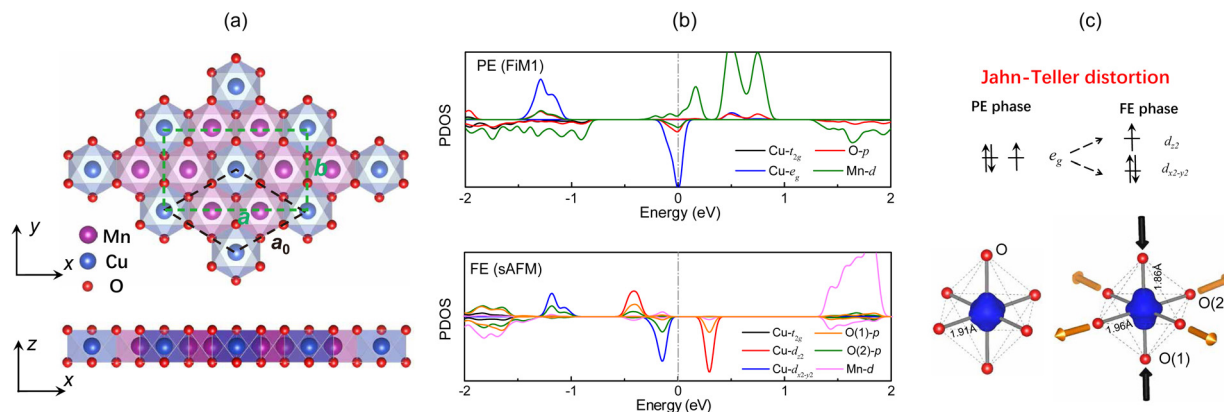 (a)
b
a
a₀
y
x
Mn
Cu
O
z
x
(b)
PE (FiM1)
PDOS
Cu-t₂g
Cu-eg
O-p
Mn-d
-2 -1 0 1 2
Energy (eV)
FE (sAFM)
PDOS
Cu-t₂g
Cu-dz2
Cu-dx2-y2
O(1)-p
O(2)-p
Mn-d
-2 -1 0 1 2
Energy (eV)
(c)
Jahn-Teller distortion
PE phase
FE phase
eg
dz2
dx2-y2
O
1.91Å
1.86Å
O(2
1.96Å
O(1)